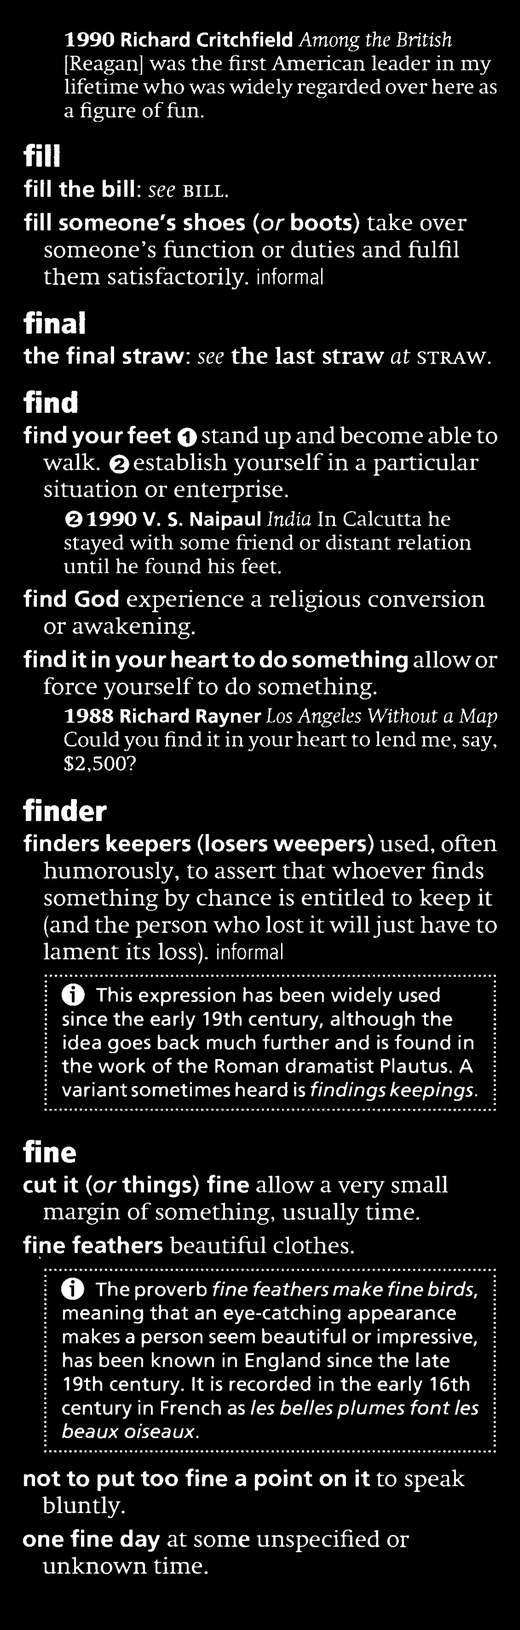 1990 Richard Critchfield Among the British
[Reagan] was the first American leader in my
lifetime who was widely regarded over here as
a figure of fun.
fill
fill the bill: see BILL.
fill someone's shoes (or boots) take over
someone's function or duties and fulfil
them satisfactorily. informal
final
the final straw: see the last straw at STRAW.
find
find your feet ❶ stand up and become able to
walk. ❷ establish yourself in a particular
situation or enterprise.
❷ 1990 V. S. Naipaul India In Calcutta he
stayed with some friend or distant relation
until he found his feet.
find God experience a religious conversion
or awakening.
find it in your heart to do something allow or
force yourself to do something.
1988 Richard Rayner Los Angeles Without a Map
Could you find it in your heart to lend me, say,
$2,500?
finder
finders keepers (losers weepers) used, often
humorously, to assert that whoever finds
something by chance is entitled to keep it
(and the person who lost it will just have to
lament its loss). informal
i This expression has been widely used
since the early 19th century, although the
idea goes back much further and is found in
the work of the Roman dramatist Plautus. A
variant sometimes heard is findings keepings.
fine
cut it (or things) fine allow a very small
margin of something, usually time.
fine feathers beautiful clothes.
i The proverb fine feathers make fine birds,
meaning that an eye-catching appearance
makes a person seem beautiful or impressive,
has been known in England since the late
19th century. It is recorded in the early 16th
century in French as les belles plumes font les
beaux oiseaux.
not to put too fine a point on it to speak
bluntly.
one fine day at some unspecified or
unknown time.